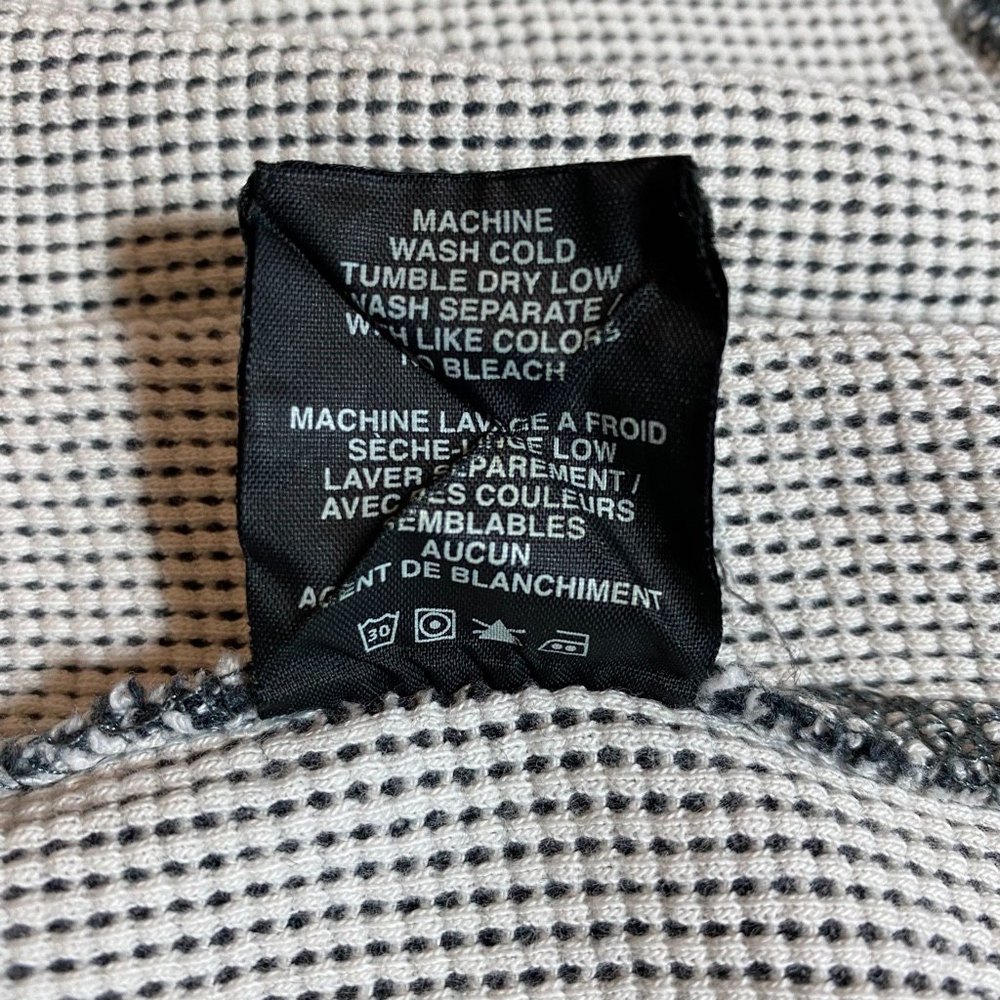 MACHINE
WASH COLD
TUMBLE DRY LOW
WASH SEPARATE /
LIKE COLORS
BLEACH
MACHINE LAVAGE A FROID
SÈCHE-LINGE LOW
LAVER SEPAREMENT /
AVEC DES COULEURS
SEMBLABLES
AUCUN
AGENT DE BLANCHIMENT
30